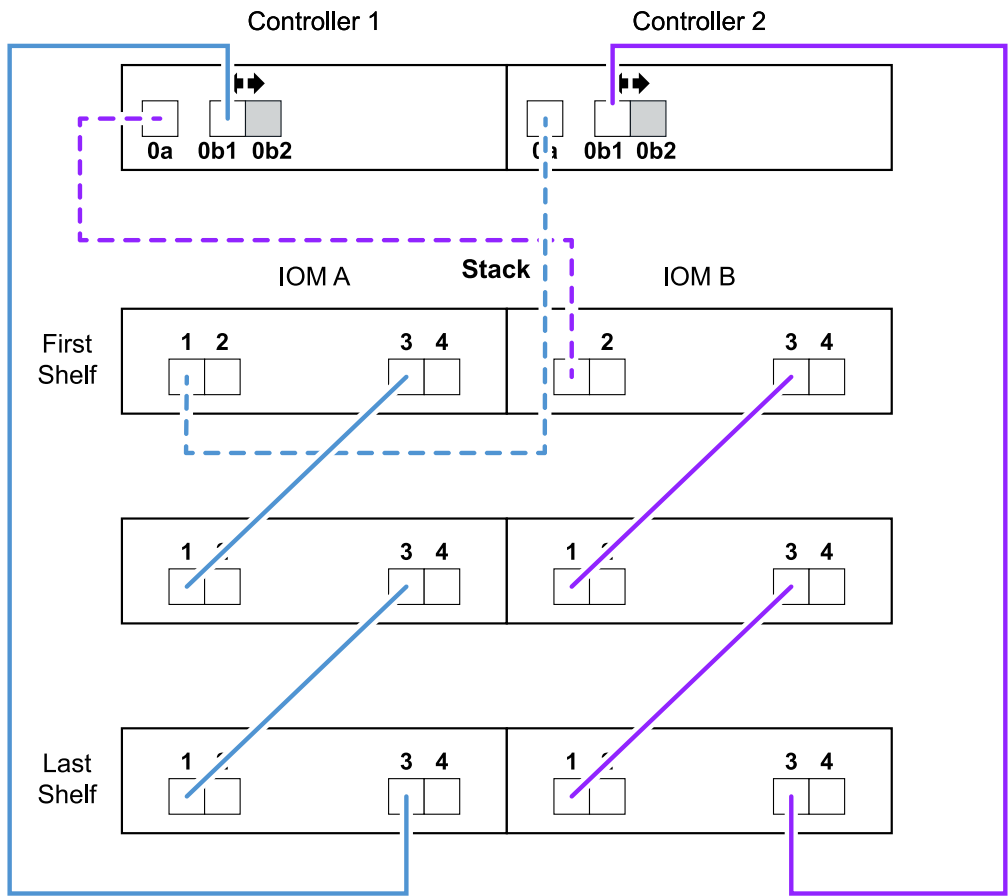 Controller 1 Controller 2
0a 0b1 0b2 0b1 0b2
Stack
IOM A IOM B
First Shelf
1 2 3 4 2 3 4
1 3 4 1 3 4
Last Shelf
1 3 4 1 3 4